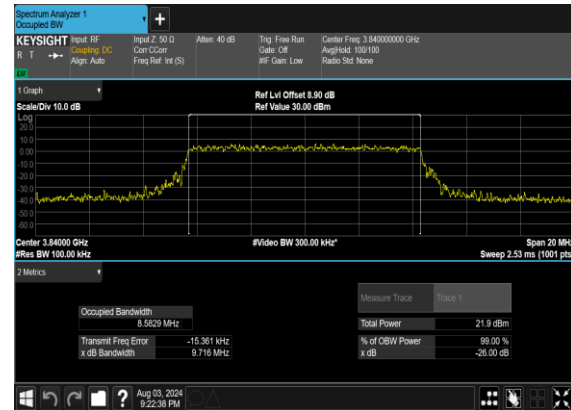 Spectrum Analyzer 1
Occupied BW
+
KEYSIGHT Input: RF Input Z: 50 Ω Atten: 40 dB Trig: Free Run Center Freq: 3.840000000 GHz
R T Coupling: DC Corr CCorr Gate: Off Avg|Hold: 100/100
Align: Auto Freq Ref: Int (S) #IF Gain: Low Radio Std: None
1 Graph Ref Lvl Offset 8.90 dB
Scale/Div 10.0 dB Ref Value 30.00 dBm
Log
20.0
10.0
0.00
-10.0
-20.0
-30.0
-40.0
-50.0
-60.0
Center 3.84000 GHz #Video BW 300.00 kHz* Span 20 MHz
#Res BW 100.00 kHz Sweep 2.53 ms (1001 pts)
2 Metrics
Measure Trace Trace 1
Occupied Bandwidth
8.5829 MHz Total Power 21.9 dBm
Transmit Freq Error -15.361 kHz % of OBW Power 99.00 %
x dB Bandwidth 9.716 MHz x dB -26.00 dB
? Aug 03, 2024
9:22:38 PM